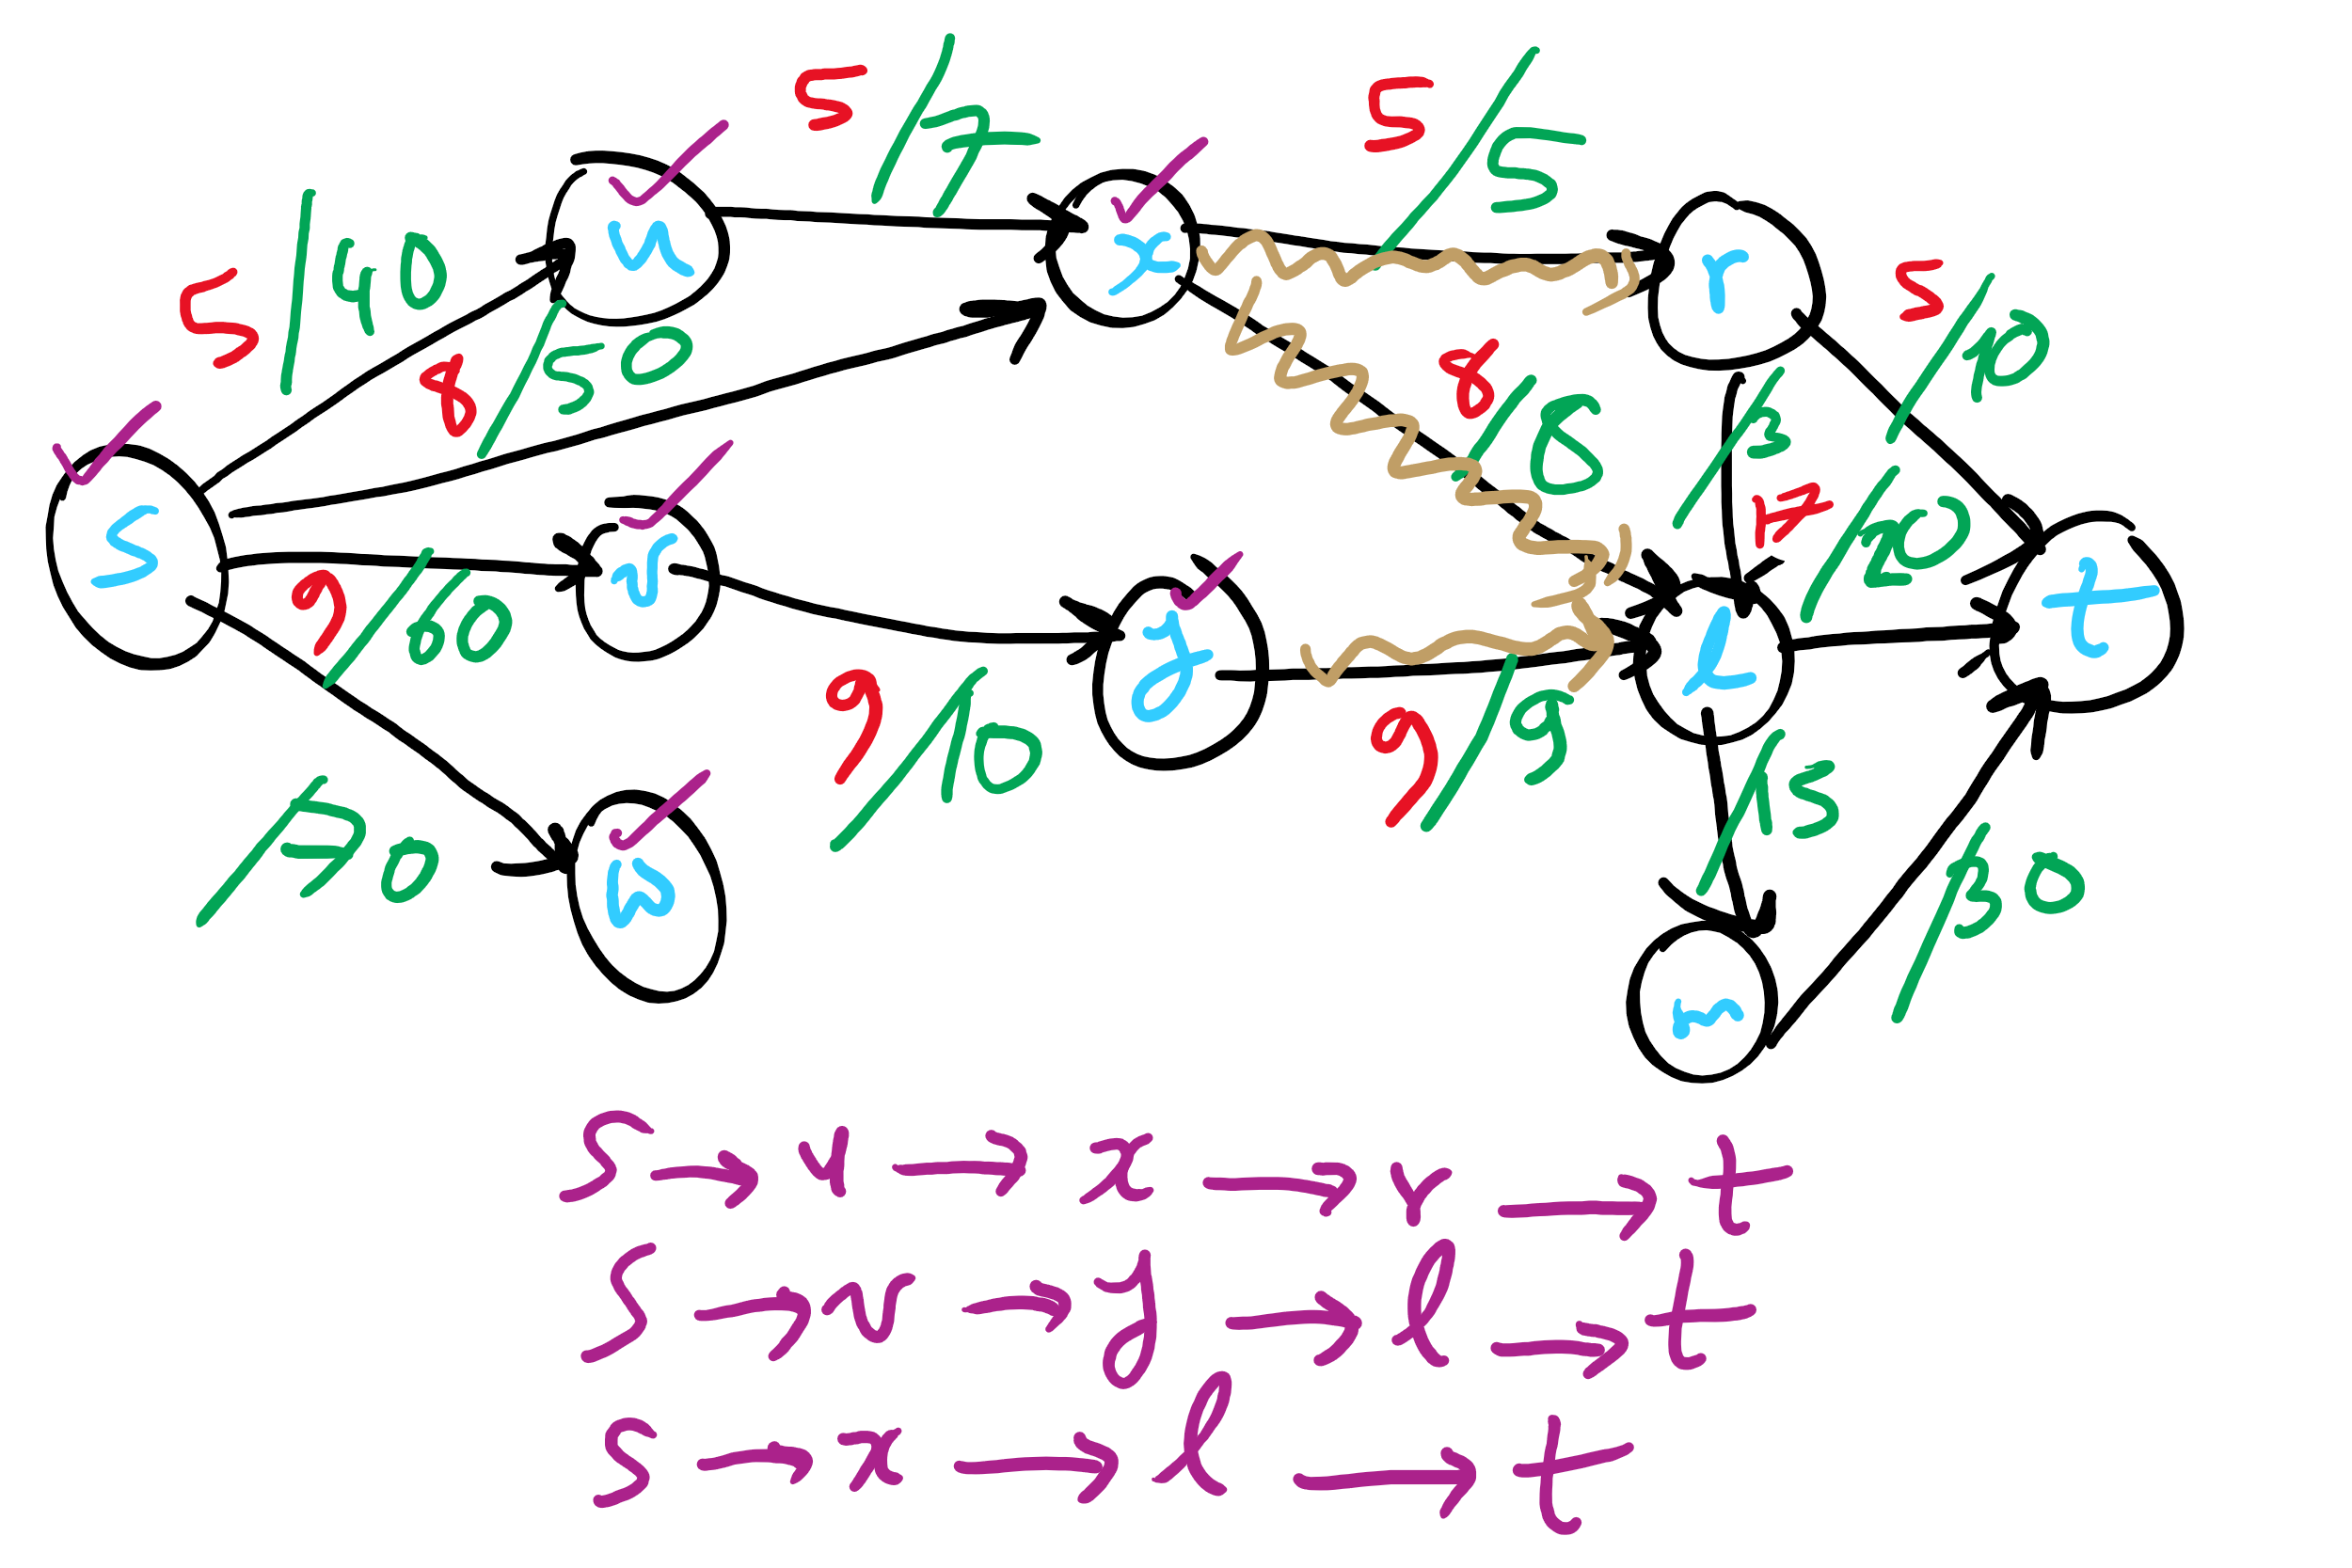 5/7
5/5
5/40
u
x
r
5/10
8/50
8/8
/3
s
v
17/20
t
9/60
y
l
9/10
9/9
/15
/70
w
/30
m
s → u → x → r → t
s → v → y → l → t
s → x → l → t